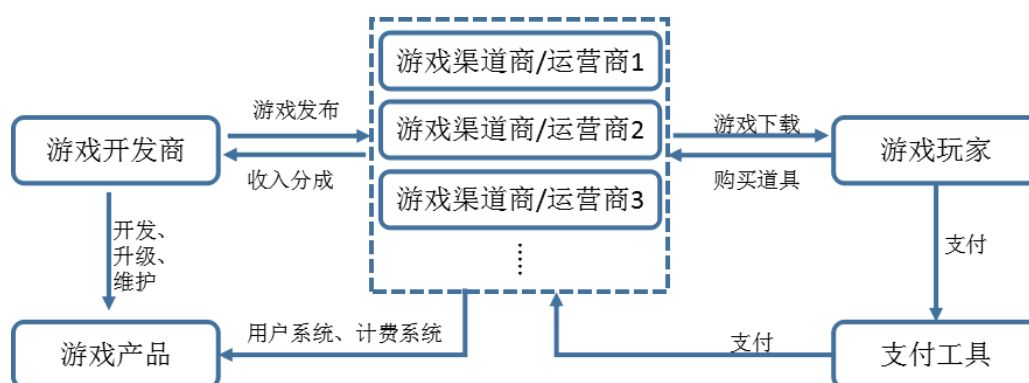 游戏渠道商/运营商1
游戏发布
游戏渠道商/运营商2
游戏下载
游戏开发商
游戏玩家
收入分成
购买道具
游戏渠道商/运营商3
开发、
升级、
维护
支付
用户系统、计费系统
支付
游戏产品
支付工具